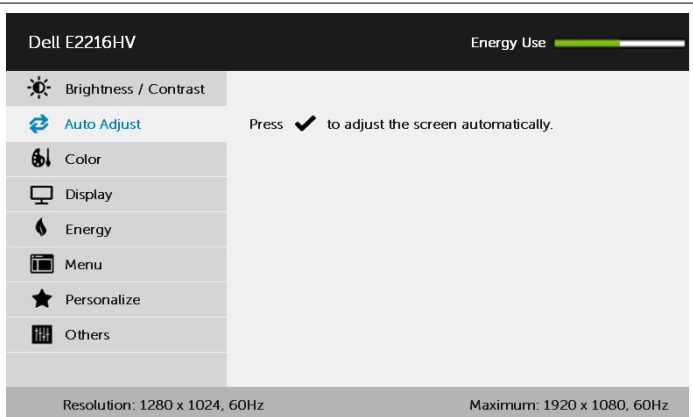 Dell E2216HV
Energy Use
Brightness / Contrast
Auto Adjust
Press ✔ to adjust the screen automatically.
Color
Display
Energy
Menu
Personalize
Others
Resolution: 1280 x 1024, 60Hz
Maximum: 1920 x 1080, 60Hz